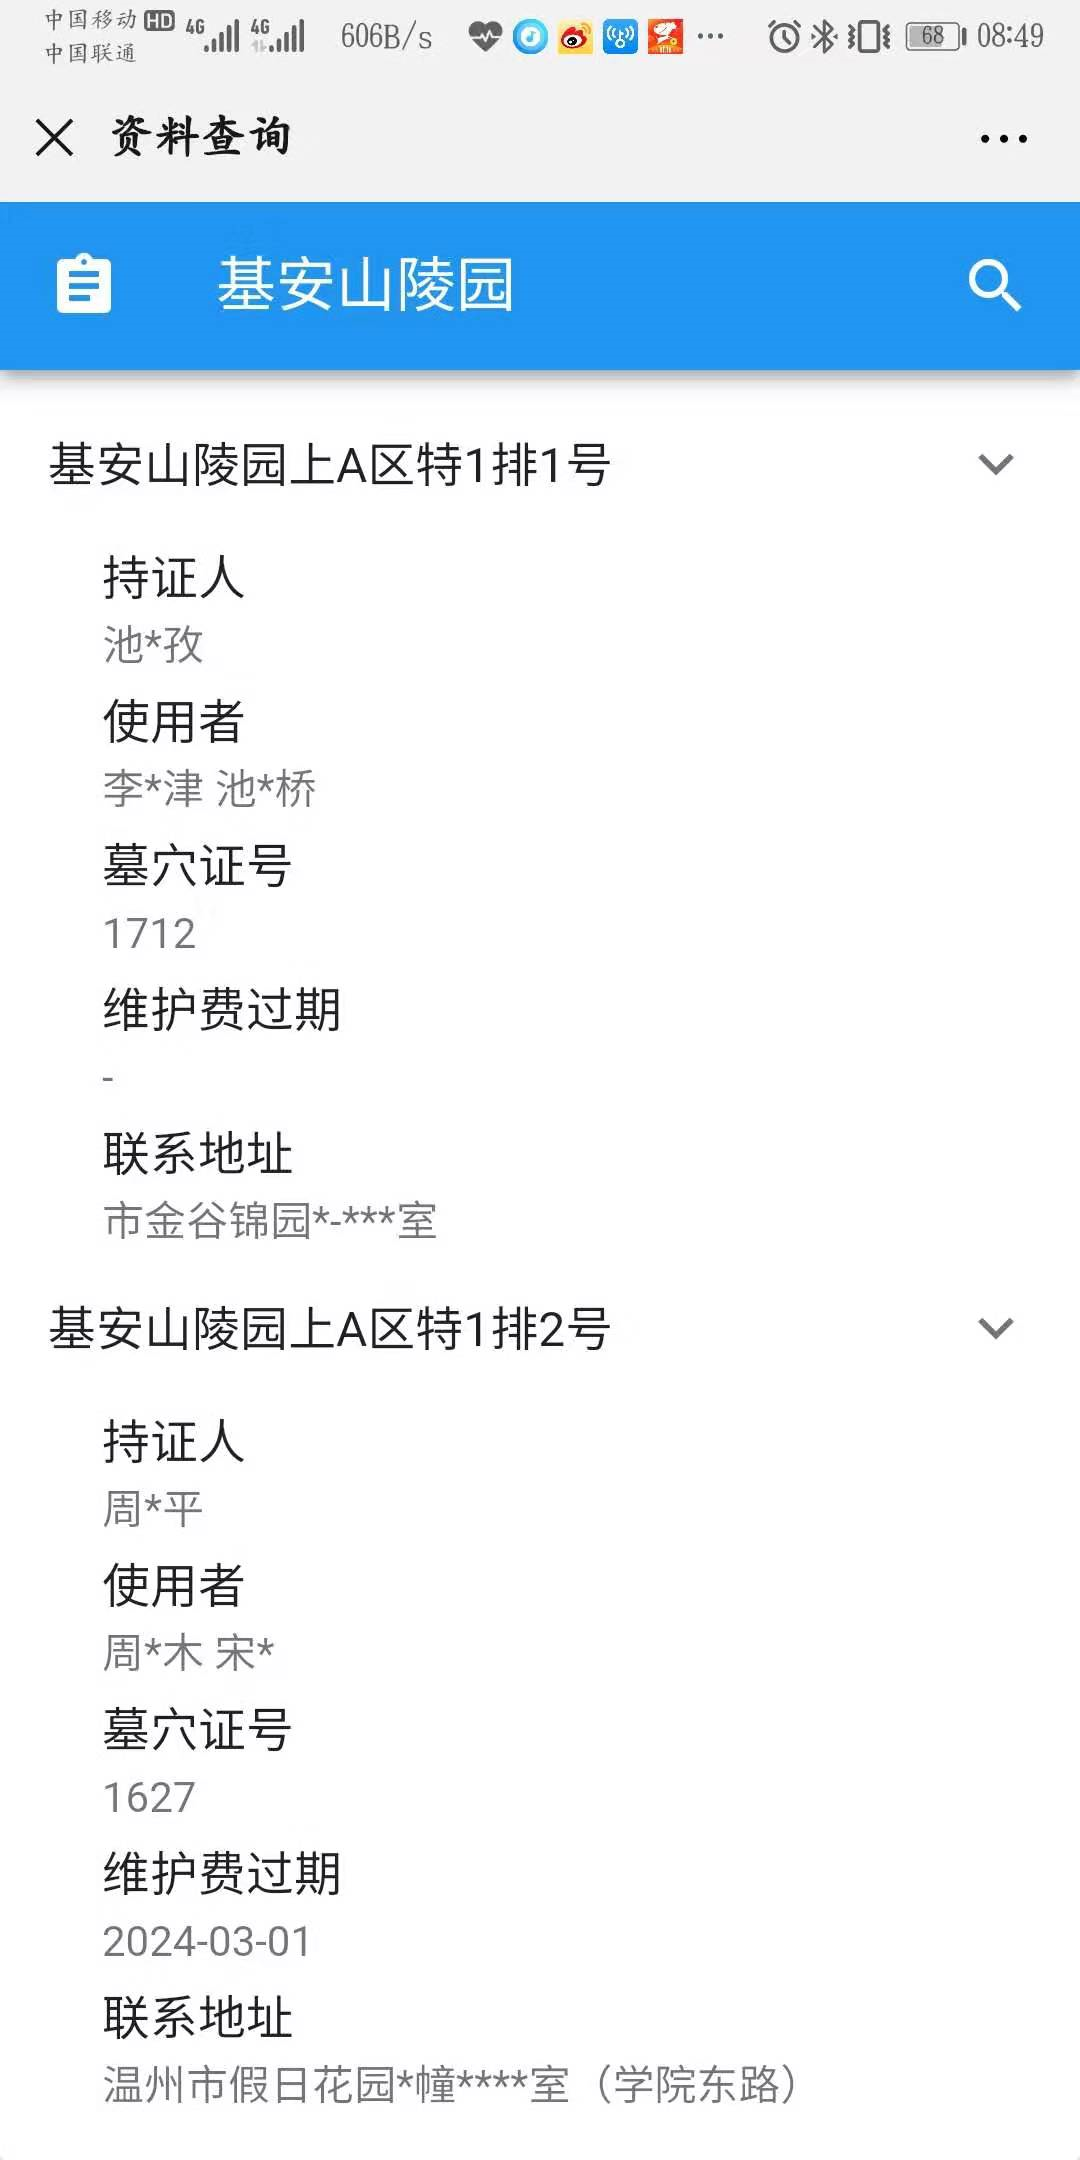 中国移动 HD 4G 4G 606B/s 68 08:49
中国联通
资料查询
基安山陵园
基安山陵园上A区特1排1号
持证人
池*孜
使用者
李*津 池*桥
墓穴证号
1712
维护费过期
-
联系地址
市金谷锦园*-***室
基安山陵园上A区特1排2号
持证人
周*平
使用者
周*木 宋*
墓穴证号
1627
维护费过期
2024-03-01
联系地址
温州市假日花园*幢****室（学院东路）